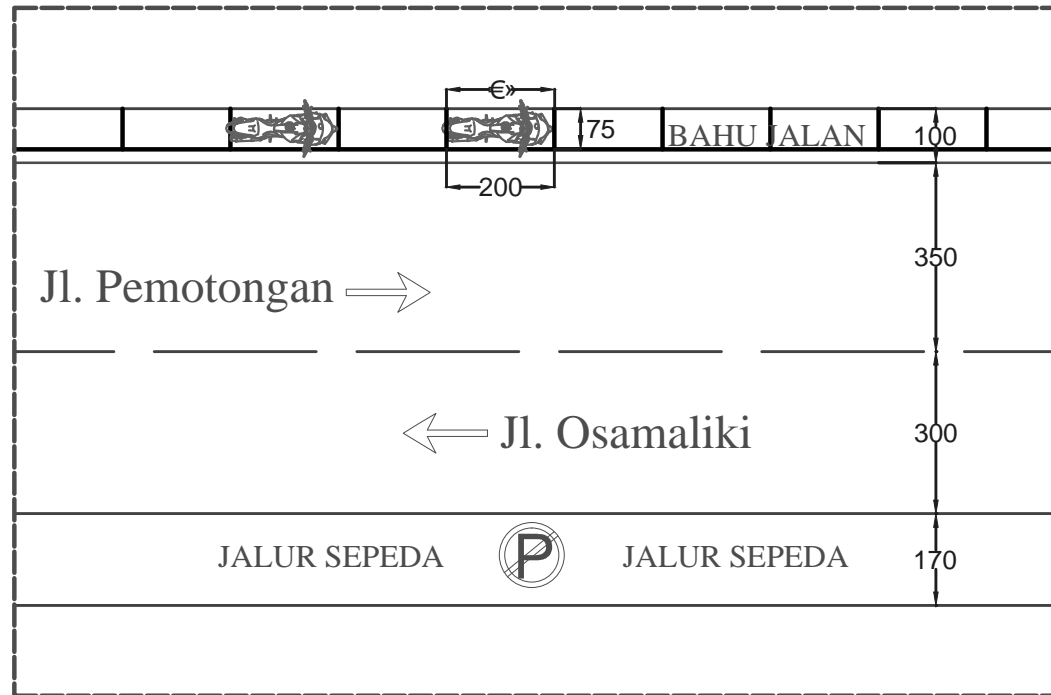 €»
75
BAHU JALAN
100
200
350
Jl. Pemotongan
Jl. Osamaliki
300
JALUR SEPEDA
P
JALUR SEPEDA
170